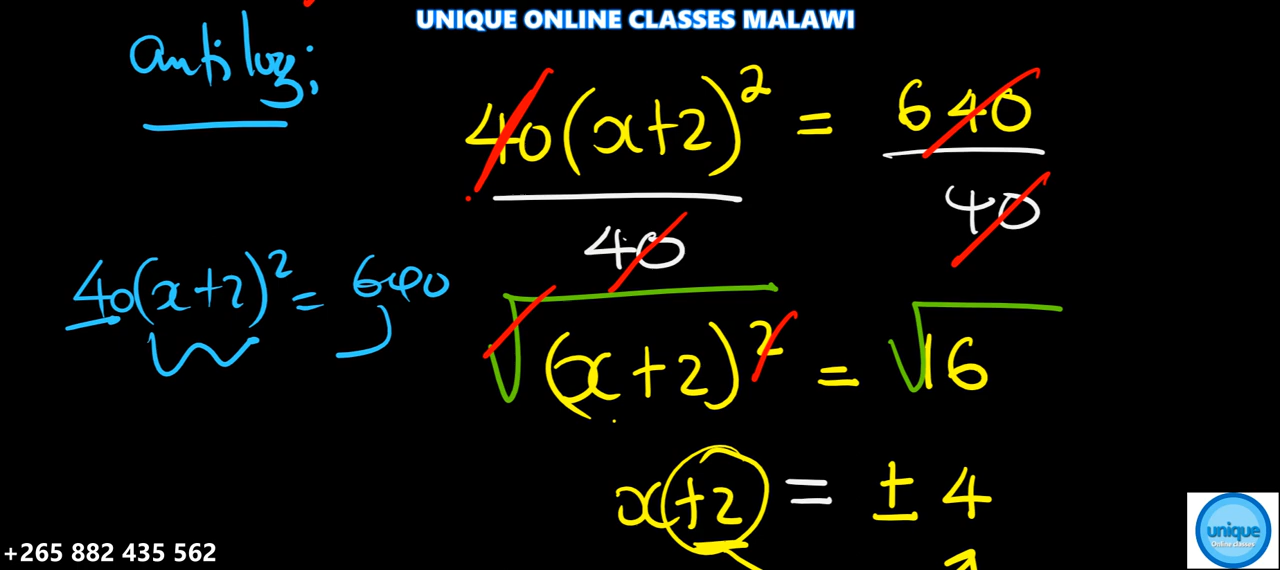 UNIQUE ONLINE CLASSES MALAWI
antilog;
40(x+2)² = 640
40 40
40(x+2)² = 640
√(x+2)² = √16
x+2 = ± 4
unique
Online classes
+265 882 435 562